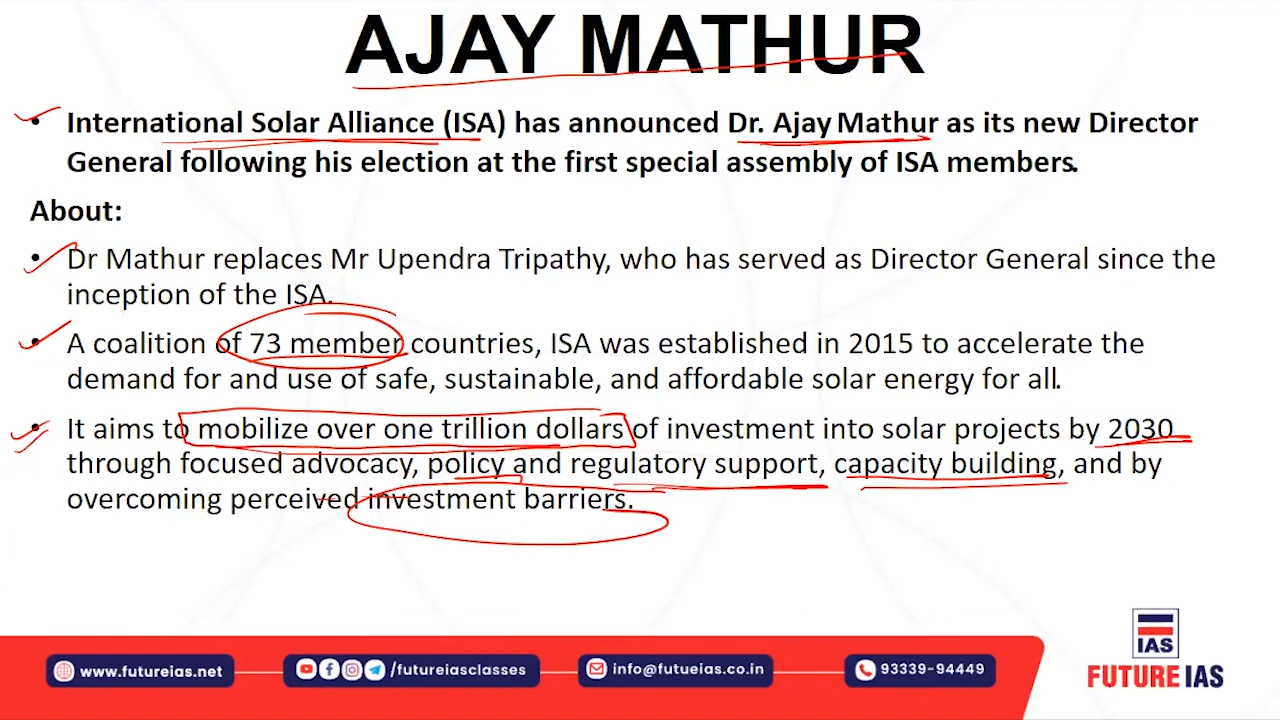 AJAY MATHUR
• International Solar Alliance (ISA) has announced Dr. Ajay Mathur as its new Director
General following his election at the first special assembly of ISA members.
About:
• Dr Mathur replaces Mr Upendra Tripathy, who has served as Director General since the
inception of the ISA.
• A coalition of 73 member countries, ISA was established in 2015 to accelerate the
demand for and use of safe, sustainable, and affordable solar energy for all.
• It aims to mobilize over one trillion dollars of investment into solar projects by 2030
through focused advocacy, policy and regulatory support, capacity building, and by
overcoming perceived investment barriers.
www.futureias.net
/futureiasclasses
info@futueias.co.in
93339-94449
IAS
FUTURE IAS